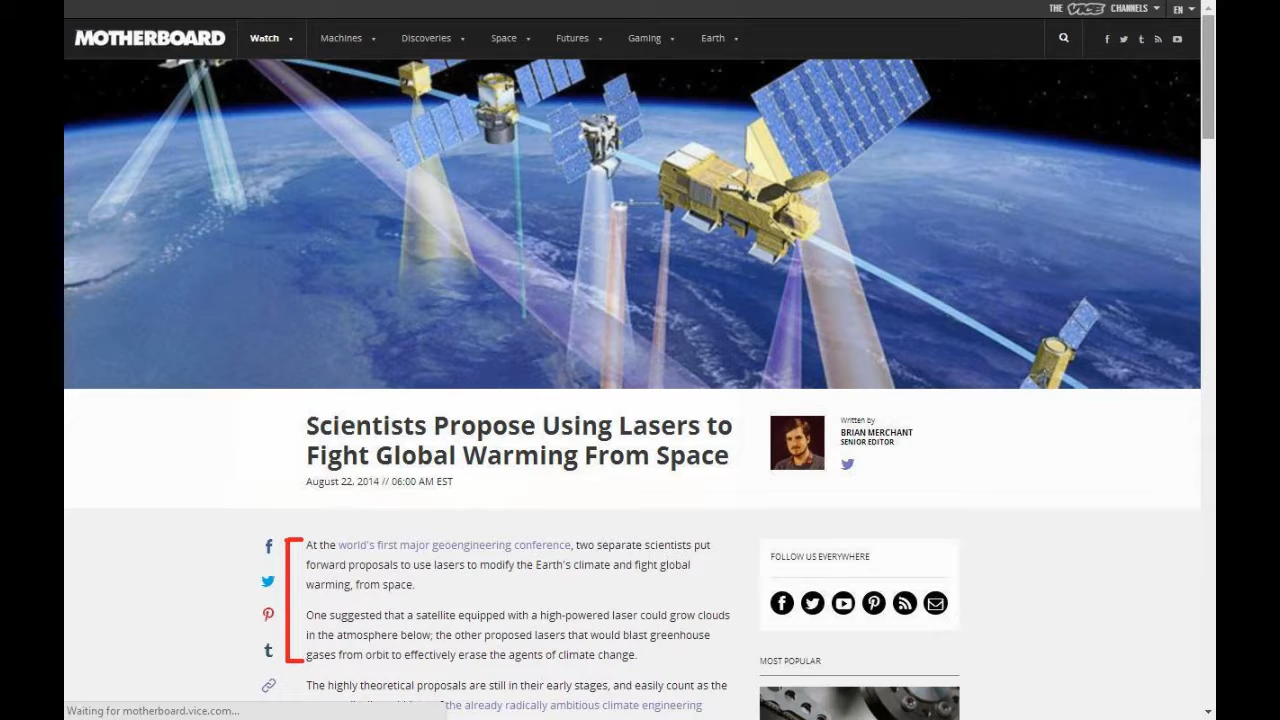 THE VICE CHANNELS EN
MOTHERBOARD Watch Machines Discoveries Space Futures Gaming Earth
Scientists Propose Using Lasers to
Fight Global Warming From Space
August 22, 2014 // 06:00 AM EST
Written by
BRIAN MERCHANT
SENIOR EDITOR
At the world's first major geoengineering conference, two separate scientists put
forward proposals to use lasers to modify the Earth's climate and fight global
warming, from space.
One suggested that a satellite equipped with a high-powered laser could grow clouds
in the atmosphere below; the other proposed lasers that would blast greenhouse
gases from orbit to effectively erase the agents of climate change.
The highly theoretical proposals are still in their early stages, and easily count as the
the already radically ambitious climate engineering
FOLLOW US EVERYWHERE
MOST POPULAR
Waiting for motherboard.vice.com...